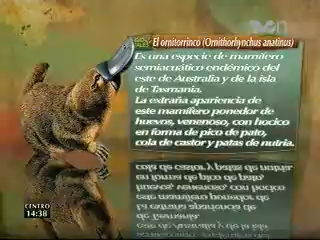 El ornitorrinco (Ornithorhynchus anatinus)
Es una especie de mamífero
semiacuático endémico del
este de Australia y de la isla
de Tasmania.
La extraña apariencia de
este mamífero ponedor de
huevos, venenoso, con hocico
en forma de pico de pato,
cola de castor y patas de nutria.
CENTRO
14:38